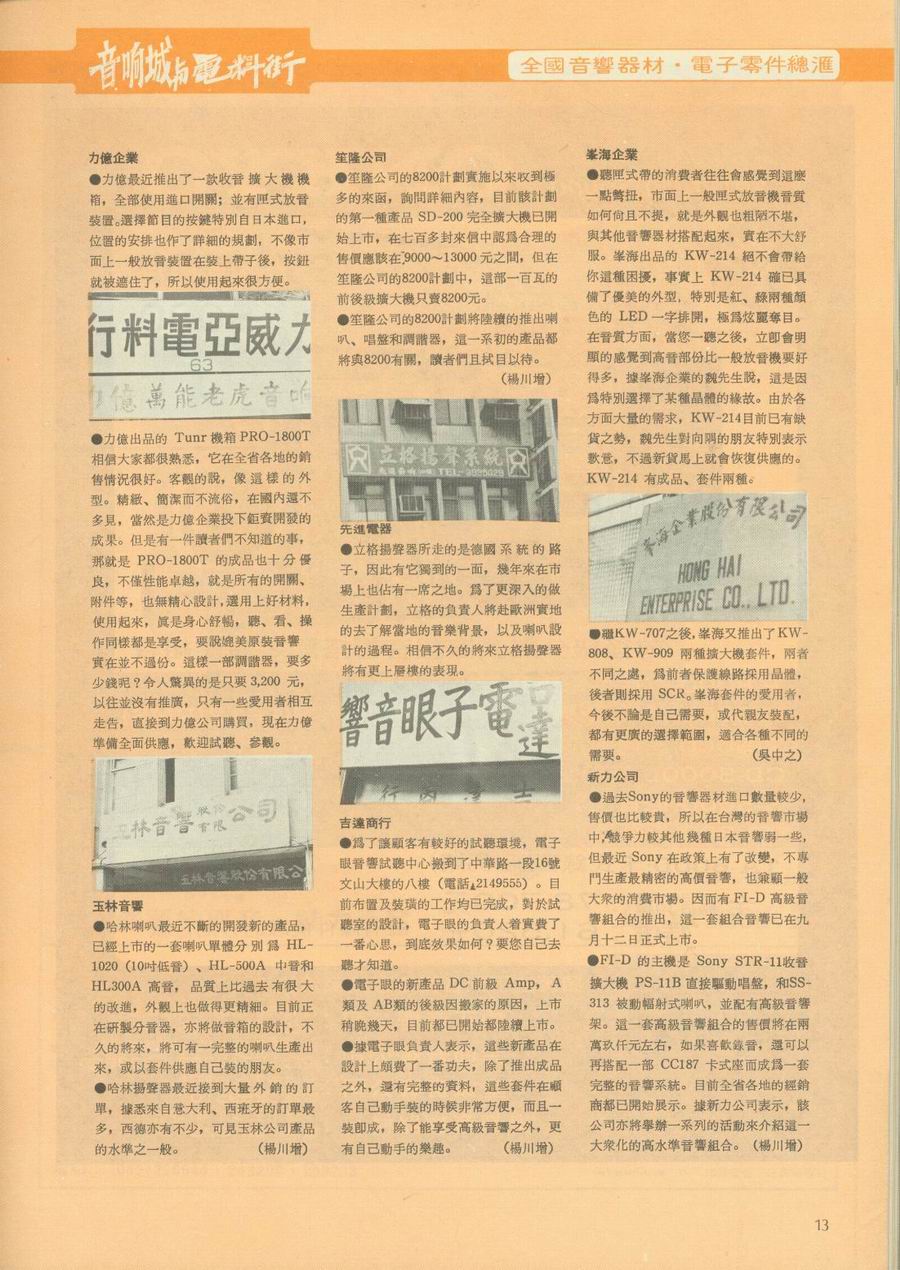 音响城与電料街
全國音響器材・電子零件總滙
力億企業
●力億最近推出了一款收音擴大機機
箱，全部使用進口開關；並有匣式放音
裝置。選擇節目的按鍵特別自日本進口，
位置的安排也作了詳細的規劃，不像市
面上一般放音裝置在裝上帶子後，按鈕
就被遮住了，所以使用起來很方便。
行料電亞威力
63
力億萬能老虎音响
●力億出品的 Tunr 機箱 PRO-1800T
相信大家都很熟悉，它在全省各地的銷
售情況很好。客觀的說，像這樣的外
型。精緻、簡潔而不流俗，在國內還不
多見，當然是力億企業投下鉅資開發的
成果。但是有一件讀者們不知道的事，
那就是 PRO-1800T 的成品也十分優
良，不僅性能卓越，就是所有的開關、
附件等，也無精心設計，選用上好材料，
使用起來，眞是身心舒暢，聽、看、操
作同樣都是享受，要說媲美原裝音響
實在並不過份。這樣一部調諧器，要多
少錢呢？令人驚異的是只要 3,200 元，
以往並沒有推廣，只有一些愛用者相互
走告，直接到力億公司購買，現在力億
準備全面供應，歡迎試聽、參觀。
玉林音響股份有限公司
玉林音響股份有限公
玉林音響
●哈林喇叭最近不斷的開發新的產品，
已經上市的一套喇叭單體分別爲 HL-
1020（10吋低音）、HL-500A 中音和
HL300A 高音，品質上比過去有很大
的改進，外觀上也做得更精細。目前正
在研製分音器，亦將做音箱的設計，不
久的將來，將可有一完整的喇叭生產出
來，或以套件供應自己裝的朋友。
●哈林揚聲器最近接到大量外銷的訂
單，據悉來自意大利、西班牙的訂單最
多，西德亦有不少，可見玉林公司產品
的水準之一般。（楊川增）
笙隆公司
●笙隆公司的8200計劃實施以來收到極
多的來函，詢問詳細內容，目前該計劃
的第一種產品 SD-200 完全擴大機已開
始上市，在七百多封來信中認爲合理的
售價應該在9000～13000 元之間，但在
笙隆公司的8200計劃中，這部一百瓦的
前後級擴大機只賣8200元。
●笙隆公司的8200計劃將陸續的推出喇
叭、唱盤和調諧器，這一系初的產品都
將與8200有關，讀者們且拭目以待。
（楊川增）
立格揚聲系統
TEL-3925029
先進電器
●立格揚聲器所走的是德國系統的路
子，因此有它獨到的一面，幾年來在市
場上也佔有一席之地。爲了更深入的做
生產計劃，立格的負責人將赴歐洲實地
的去了解當地的音樂背景，以及喇叭設
計的過程。相信不久的將來立格揚聲器
將有更上層樓的表現。
響音眼子電
吉達
吉達商行
●爲了讓顧客有較好的試聽環境，電子
眼音響試聽中心搬到了中華路一段16號
文山大樓的八樓（電話▲2149555）。目
前布置及裝璜的工作均已完成，對於試
聽室的設計，電子眼的負責人着實費了
一番心思，到底效果如何？要您自己去
聽才知道。
●電子眼的新產品 DC 前級 Amp，A
類及 AB類的後級因搬家的原因，上市
稍晚幾天，目前都已開始都陸續上市。
●據電子眼負責人表示，這些新產品在
設計上頗費了一番功夫，除了推出成品
之外，還有完整的資料，這些套件在顧
客自己動手裝的時候非常方便，而且一
裝卽成，除了能享受高級音響之外，更
有自己動手的樂趣。（楊川增）
峯海企業
●聽匣式帶的消費者往往會感覺到這麼
一點彆扭，市面上一般匣式放音機音質
如何尙且不提，就是外觀也粗陋不堪，
與其他音響器材搭配起來，實在不大舒
服。峯海出品的 KW-214 絕不會帶給
你這種困擾，事實上 KW-214 確已具
備了優美的外型，特別是紅、綠兩種顏
色的 LED 一字排開，極爲炫麗奪目。
在音質方面，當您一聽之後，立卽會明
顯的感覺到高音部份比一般放音機要好
得多，據峯海企業的魏先生說，這是因
爲特別選擇了某種晶體的緣故。由於各
方面大量的需求，KW-214目前已有缺
貨之勢，魏先生對向隅的朋友特別表示
歉意，不過新貨馬上就會恢復供應的。
KW-214 有成品、套件兩種。
峯海企業股份有限公司
HONG HAI
ENTERPRISE CO., LTD.
●繼KW-707之後，峯海又推出了KW-
808、KW-909 兩種擴大機套件，兩者
不同之處，爲前者保護線路採用晶體，
後者則採用 SCR。峯海套件的愛用者，
今後不論是自己需要，或代親友裝配，
都有更廣的選擇範圍，適合各種不同的
需要。（吳中之）
新力公司
●過去Sony的音響器材進口數量較少，
售價也比較貴，所以在台灣的音響市場
中，競爭力較其他幾種日本音響弱一些，
但最近 Sony 在政策上有了改變，不專
門生產最精密的高價音響，也兼顧一般
大衆的消費市場。因而有 FI-D 高級音
響組合的推出，這一套組合音響已在九
月十二日正式上市。
●FI-D 的主機是 Sony STR-11收音
擴大機 PS-11B 直接驅動唱盤，和SS-
313 被動幅射式喇叭，並配有高級音響
架。這一套高級音響組合的售價將在兩
萬玖仟元左右，如果喜歡錄音，還可以
再搭配一部 CC187 卡式座而成爲一套
完整的音響系統。目前全省各地的經銷
商都已開始展示。據新力公司表示，該
公司亦將擧辦一系列的活動來介紹這一
大衆化的高水準音響組合。（楊川增）
13